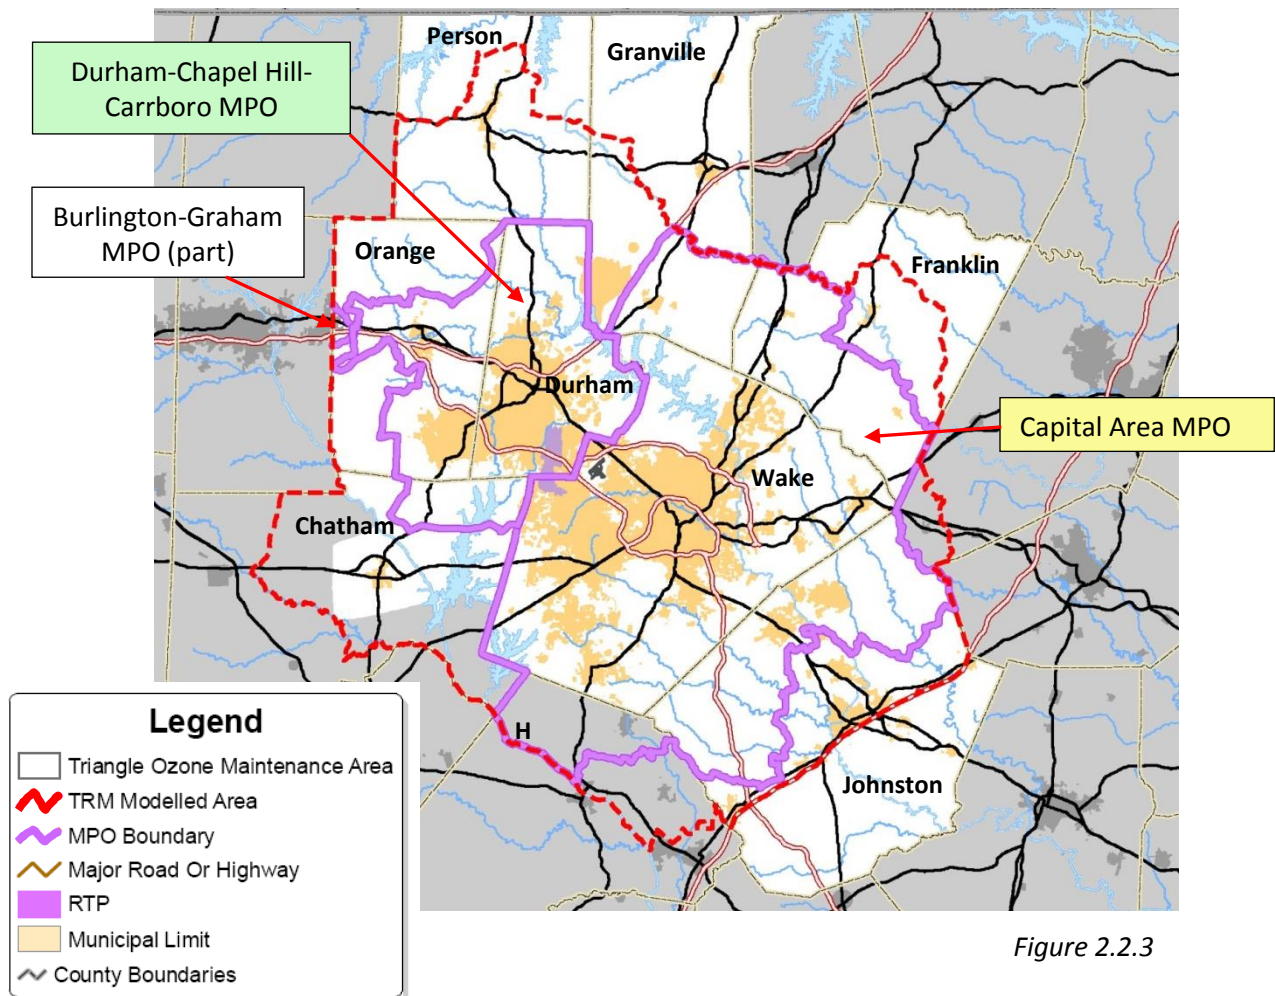 Person
Granville
Durham-Chapel Hill-
Carrboro MPO
Burlington-Graham
MPO (part)
Orange
Franklin
Durham
Capital Area MPO
Wake
Chatham
H
Johnston
Legend
Triangle Ozone Maintenance Area
TRM Modelled Area
MPO Boundary
Major Road Or Highway
RTP
Municipal Limit
County Boundaries
Figure 2.2.3